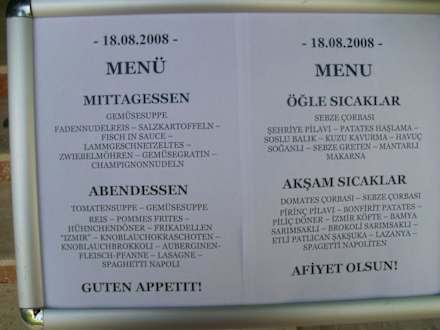 - 18.08.2008 -
MENÜ
MITTAGESSEN
GEMÜSESUPPE
FADENNUDELREIS – SALZKARTOFFELN –
FISCH IN SAUCE –
LAMMGESCHNETZELTES –
ZWIEBELMÖHREN – GEMÜSEGRATIN –
CHAMPIGNONNUDELN
ABENDESSEN
TOMATENSUPPE – GEMÜSESUPPE
REIS – POMMES FRITES –
HÜHNCHENDÖNER – FRIKADELLEN
"IZMIR" – KNOBLAUCHOKRASCHOTEN –
KNOBLAUCHBROKKOLI – AUBERGINEN-
FLEISCH-PFANNE – LASAGNE –
SPAGHETTI NAPOLI
GUTEN APPETIT!
- 18.08.2008 -
MENU
ÖĞLE SICAKLAR
SEBZE ÇORBASI
ŞEHRİYE PİLAVI – PATATES HAŞLAMA –
SOSLU BALIK – KUZU KAVURMA – HAVUÇ
SOĞANLI – SEBZE GRETEN – MANTARLI
MAKARNA
AKŞAM SICAKLAR
DOMATES ÇORBASI – SEBZE ÇORBASI
PİRİNÇ PİLAVI – BONFİRİT PATATES –
PİLİÇ DÖNER – İZMİR KÖFTE – BAMYA
SARIMSAKLI – BROKOLİ SARIMSAKLI –
ETLİ PATLICAN ŞAKŞUKA – LAZANYA –
SPAGETTI NAPOLİTEN
AFİYET OLSUN!